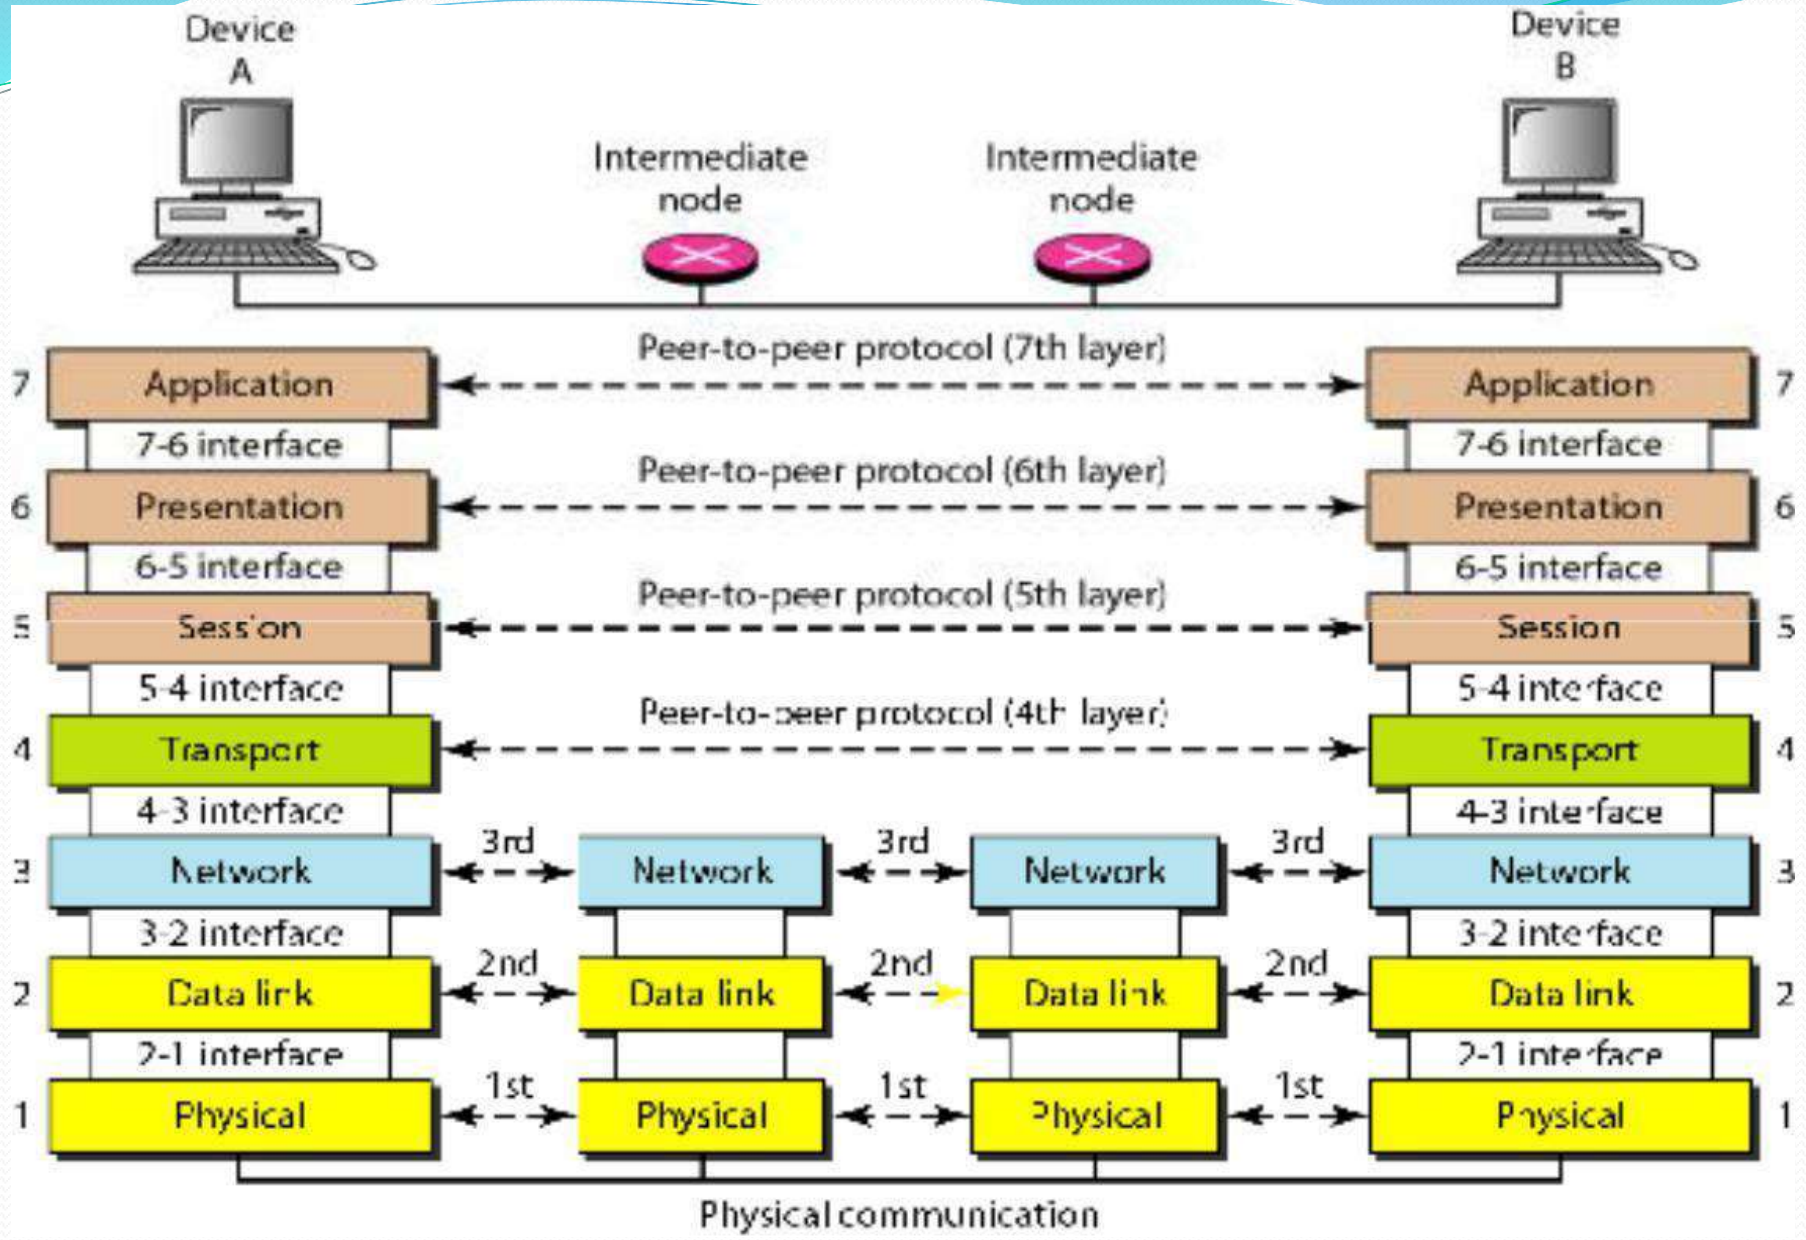 Device
A
Device
B
Intermediate
node
Intermediate
node
Peer-to-peer protocol (7th layer)
7 Application Application 7
7-6 interface 7-6 interface
Peer-to-peer protocol (6th layer)
6 Presentation Presentation 6
6-5 interface 6-5 interface
Peer-to-peer protocol (5th layer)
5 Session Session 5
5-4 interface 5-4 interface
Peer-to-peer protocol (4th layer)
4 Transport Transport 4
4-3 interface 4-3 interface
3rd 3rd 3rd
3 Network Network Network Network 3
3-2 interface 3-2 interface
2nd 2nd 2nd
2 Data link Data link Data link Data link 2
2-1 interface 2-1 interface
1st 1st 1st
1 Physical Physical Physical Physical 1
Physical communication